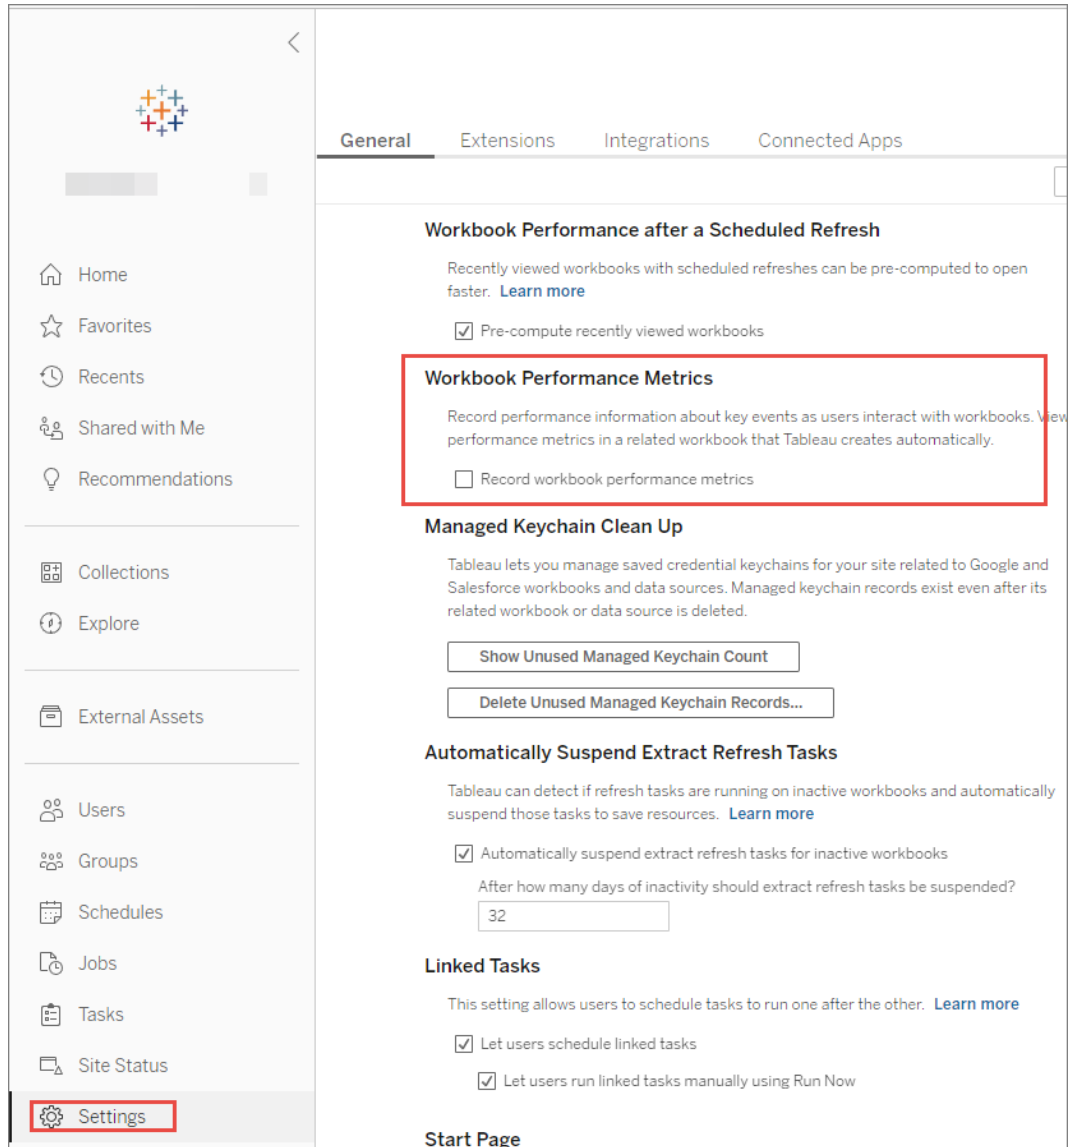 Home
Favorites
Recents
Shared with Me
Recommendations
Collections
Explore
External Assets
Users
Groups
Schedules
Jobs
Tasks
Site Status
Settings
General Extensions Integrations Connected Apps
Workbook Performance after a Scheduled Refresh
Recently viewed workbooks with scheduled refreshes can be pre-computed to open
faster. Learn more
Pre-compute recently viewed workbooks
Workbook Performance Metrics
Record performance information about key events as users interact with workbooks. View
performance metrics in a related workbook that Tableau creates automatically.
Record workbook performance metrics
Managed Keychain Clean Up
Tableau lets you manage saved credential keychains for your site related to Google and
Salesforce workbooks and data sources. Managed keychain records exist even after its
related workbook or data source is deleted.
Show Unused Managed Keychain Count
Delete Unused Managed Keychain Records...
Automatically Suspend Extract Refresh Tasks
Tableau can detect if refresh tasks are running on inactive workbooks and automatically
suspend those tasks to save resources. Learn more
Automatically suspend extract refresh tasks for inactive workbooks
After how many days of inactivity should extract refresh tasks be suspended?
32
Linked Tasks
This setting allows users to schedule tasks to run one after the other. Learn more
Let users schedule linked tasks
Let users run linked tasks manually using Run Now
Start Page